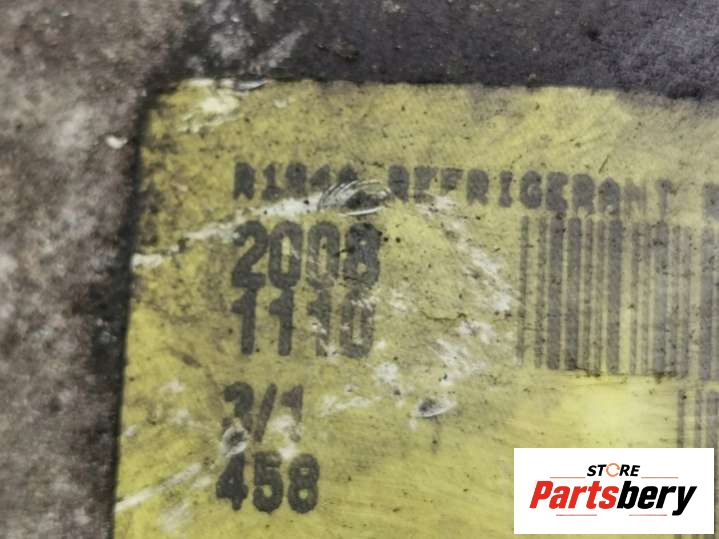 REFRIGERANT
2008
1110
3/1
458
STORE
Partsbery